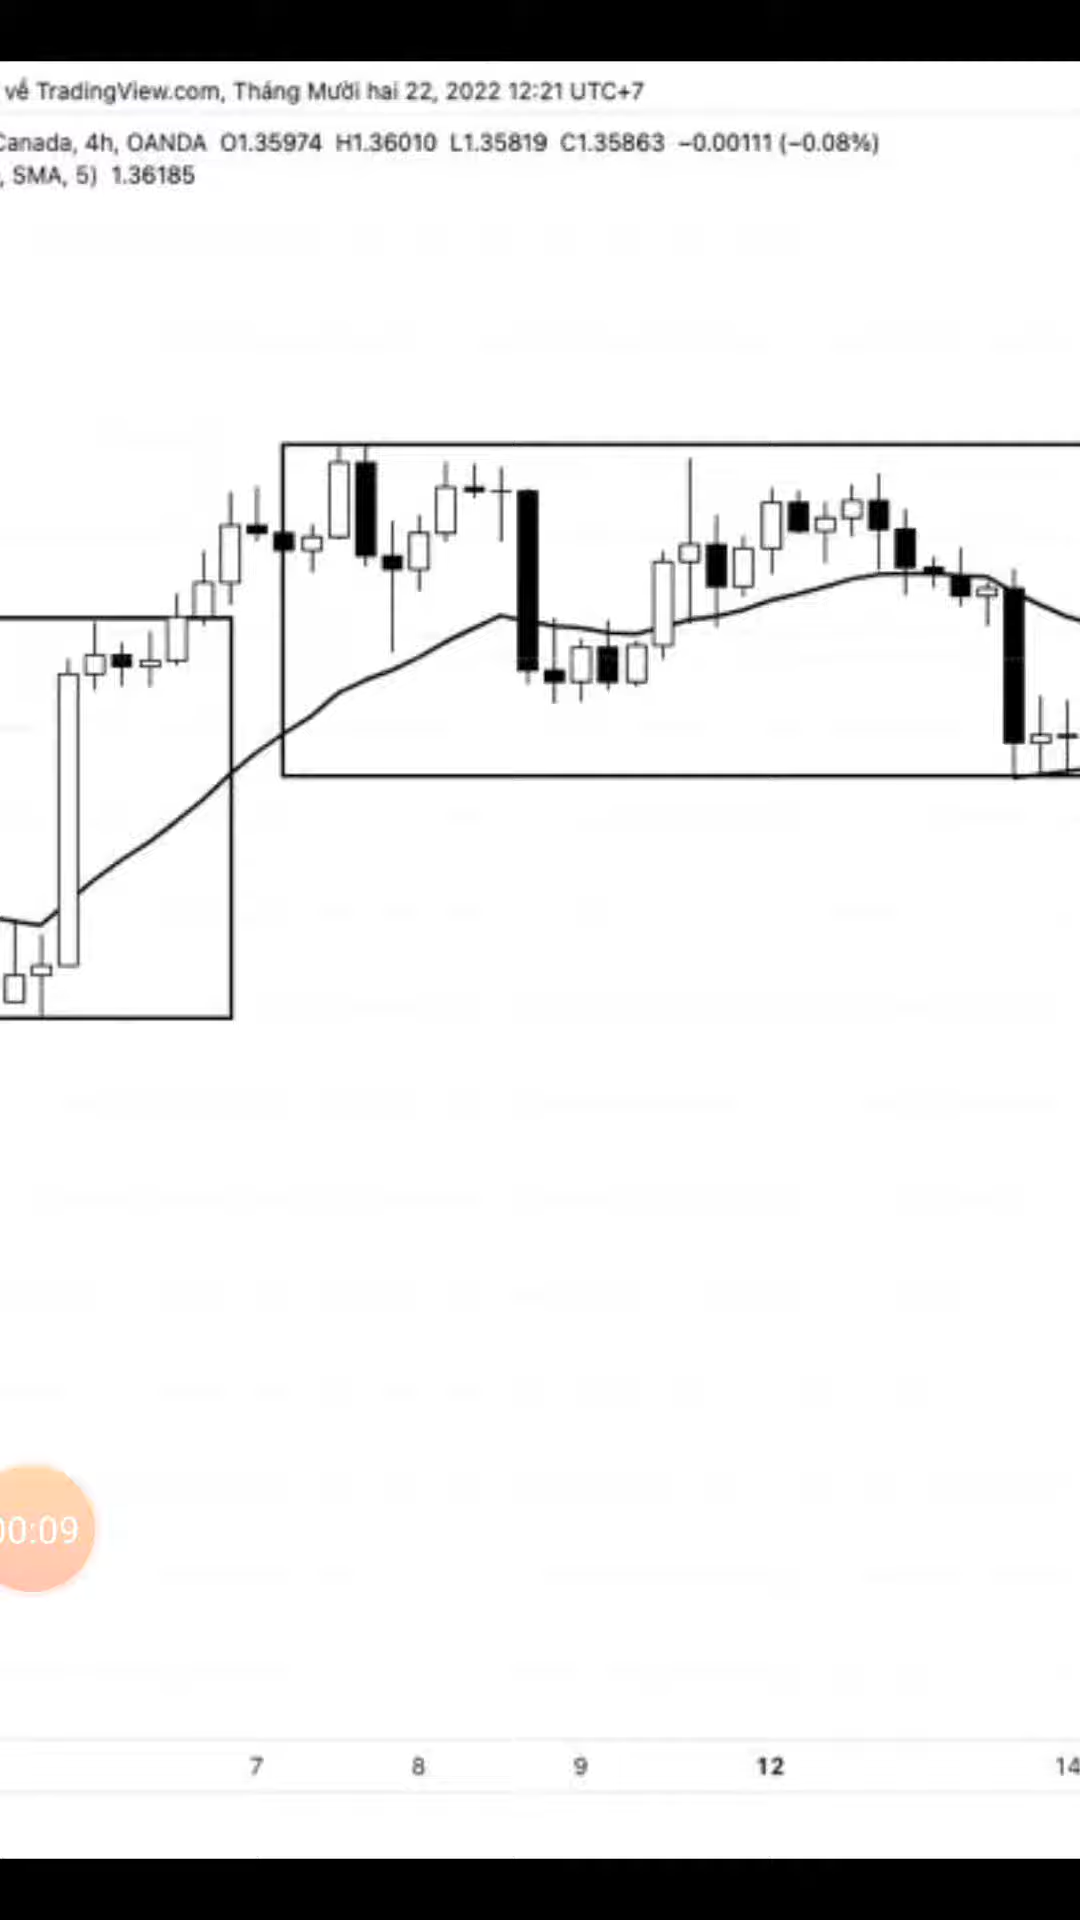 về TradingView.com, Tháng Mười hai 22, 2022 12:21 UTC+7
Canada, 4h, OANDA O1.35974 H1.36010 L1.35819 C1.35863 −0.00111 (−0.08%)
, SMA, 5) 1.36185
00:09
7 8 9 12 14